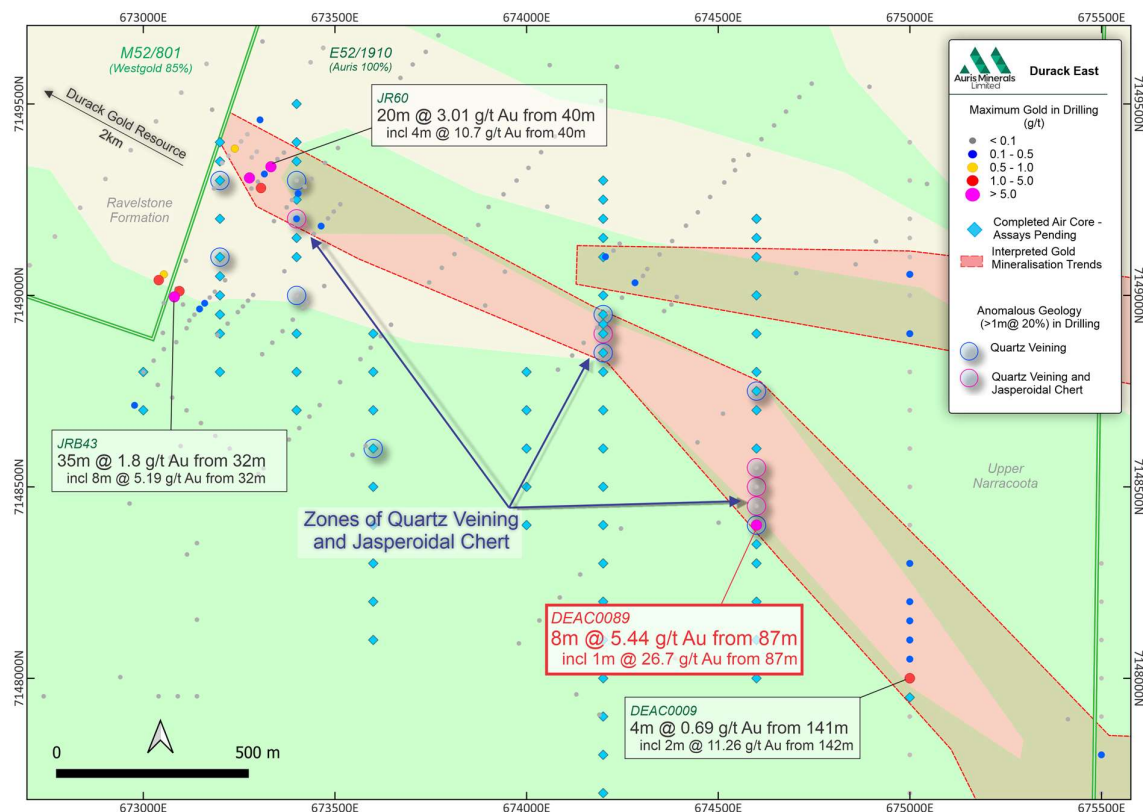 673000E
673500E
674000E
674500E
675000E
675500E
M52/801
(Westgold 85%)
E52/1910
(Auris 100%)
Durack Gold Resource
2km
Ravelstone
Formation
JR60
20m @ 3.01 g/t Au from 40m
incl 4m @ 10.7 g/t Au from 40m
Auris Minerals
Limited
Durack East
Maximum Gold in Drilling
(g/t)
< 0.1
0.1 - 0.5
0.5 - 1.0
1.0 - 5.0
> 5.0
Completed Air Core -
Assays Pending
Interpreted Gold
Mineralisation Trends
Anomalous Geology
(>1m@ 20%) in Drilling
Quartz Veining
Quartz Veining and
Jasperoidal Chert
7149500N
7149500N
7149000N
7149000N
7148500N
7148500N
7148000N
7148000N
JRB43
35m @ 1.8 g/t Au from 32m
incl 8m @ 5.19 g/t Au from 32m
Zones of Quartz Veining
and Jasperoidal Chert
Upper
Narracoota
DEAC0089
8m @ 5.44 g/t Au from 87m
incl 1m @ 26.7 g/t Au from 87m
DEAC0009
4m @ 0.69 g/t Au from 141m
incl 2m @ 11.26 g/t Au from 142m
0
500 m
673000E
673500E
674000E
674500E
675000E
675500E